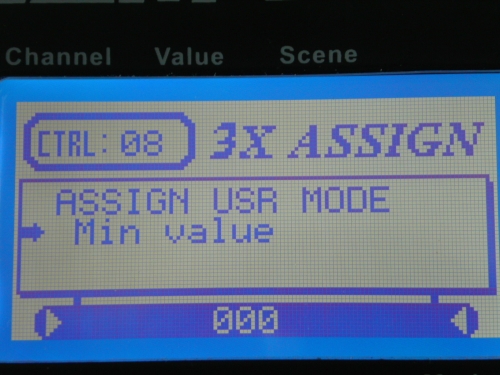 Channel Value Scene
CTRL: 08 3X ASSIGN
ASSIGN USR MODE
Min value
000